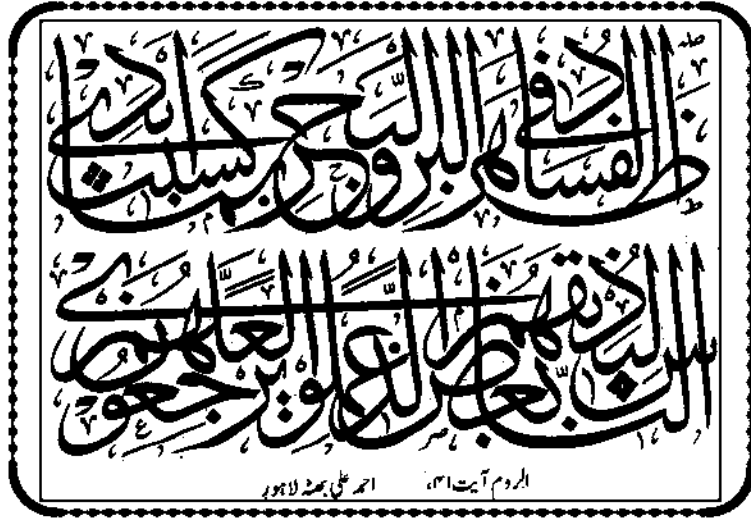 ظهر الفساد في البر والبحر بما كسبت ايدي
الناس ليذيقهم بعض الذي عملوا لعلهم يرجعون
الروم آیت ۴۱، احمد علی بھٹہ لاہور